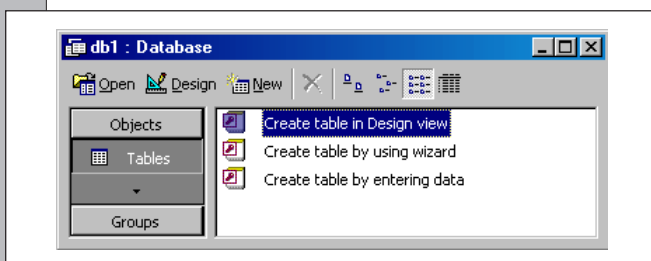 db1 : Database
Open Design New
Objects
Tables
Groups
Create table in Design view
Create table by using wizard
Create table by entering data